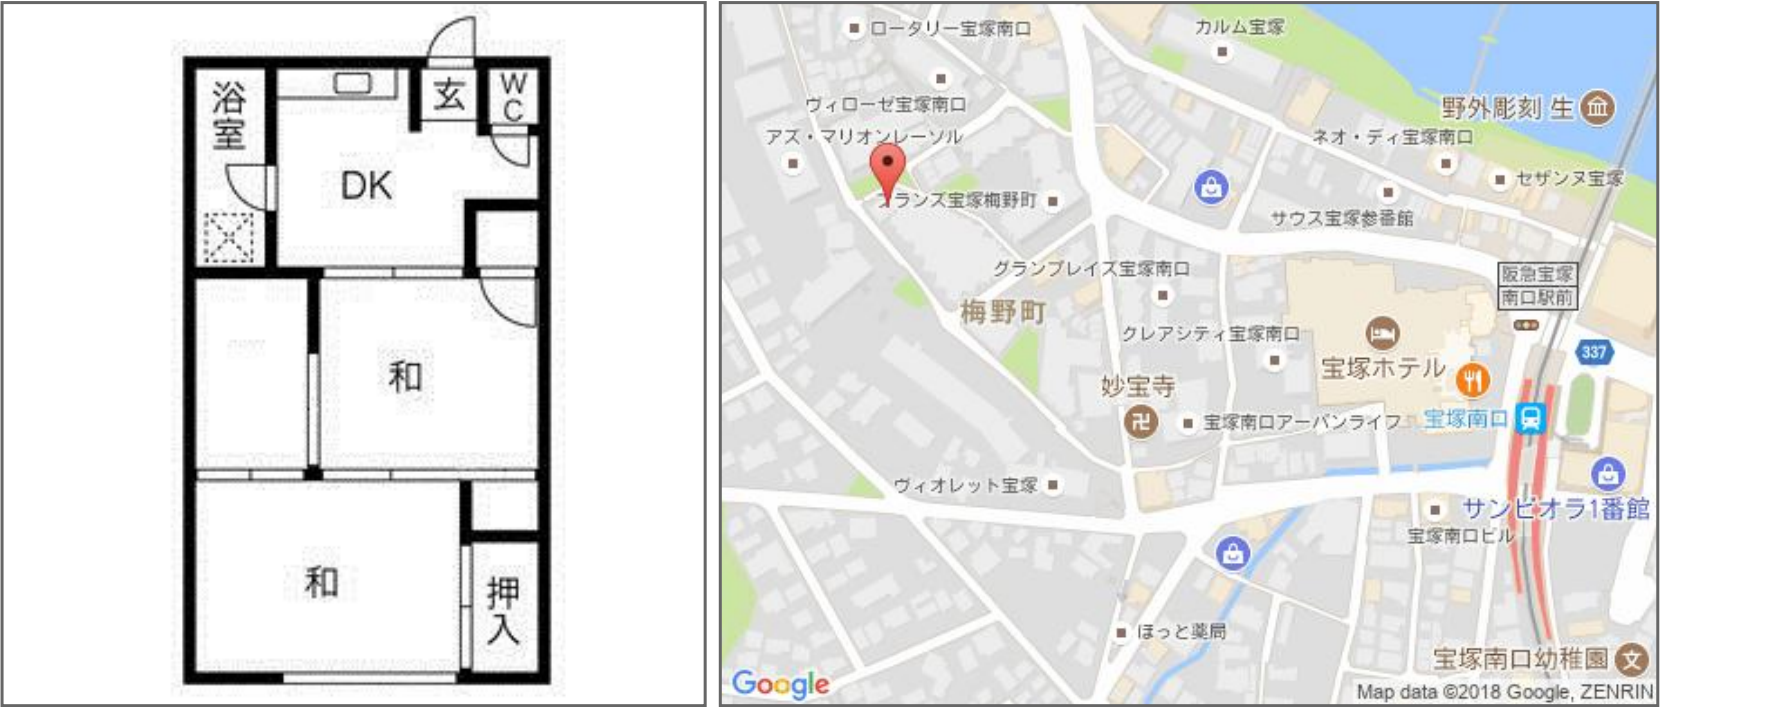 浴室
玄
WC
DK
和
和
押入
ロータリー宝塚南口
カルム宝塚
ヴィローゼ宝塚南口
野外彫刻 生
アズ・マリオンレーソル
ネオ・ディ宝塚南口
セザンヌ宝塚
ブランズ宝塚梅野町
サウス宝塚参番館
グランプレイズ宝塚南口
阪急宝塚
南口駅前
梅野町
クレアシティ宝塚南口
337
宝塚ホテル
妙宝寺
宝塚南口アーバンライフ
宝塚南口
ヴィオレット宝塚
サンビオラ1番館
宝塚南口ビル
ほっと薬局
宝塚南口幼稚園
文
Google
Map data ©2018 Google, ZENRIN